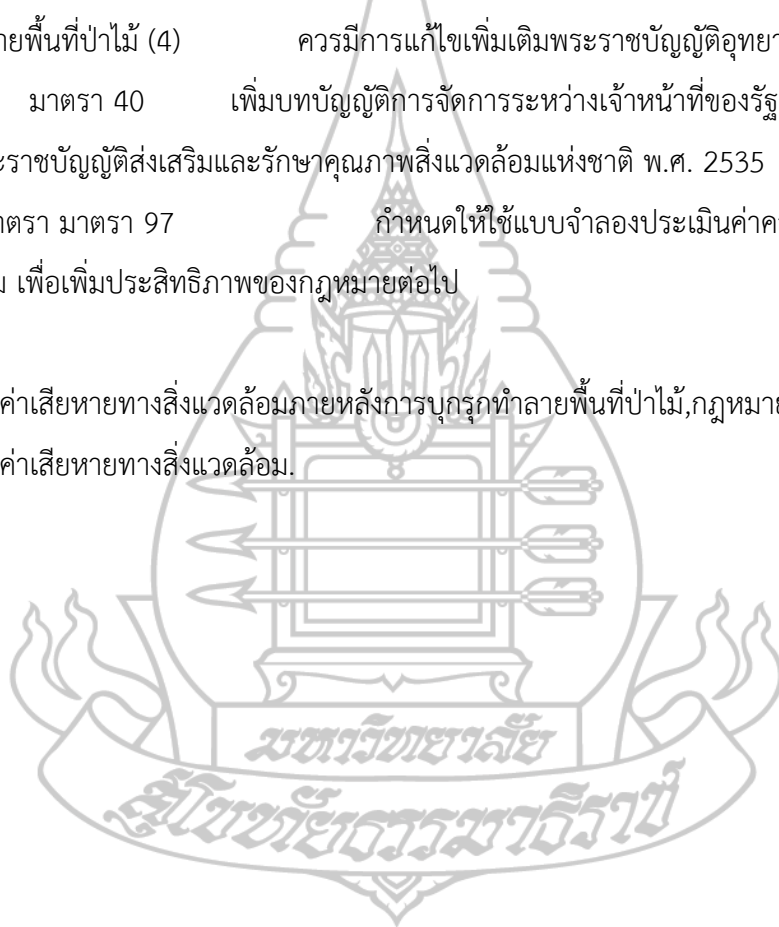 ายพื้นที่ป่าไม้ (4) ควรมีการแก้ไขเพิ่มเติมพระราชบัญญัติอุทยา
มาตรา 40 เพิ่มบทบัญญัติการจัดการระหว่างเจ้าหน้าที่ของรัฐ
ะราชบัญญัติส่งเสริมและรักษาคุณภาพสิ่งแวดล้อมแห่งชาติ พ.ศ. 2535
าตรา มาตรา 97 กำหนดให้ใช้แบบจำลองประเมินค่า
ม เพื่อเพิ่มประสิทธิภาพของกฎหมายต่อไป
ค่าเสียหายทางสิ่งแวดล้อมภายหลังการบุกรุกทำลายพื้นที่ป่าไม้,กฎหมาย
ค่าเสียหายทางสิ่งแวดล้อม.
มหาวิทยาลัย
สุโขทัยธรรมาธิราช